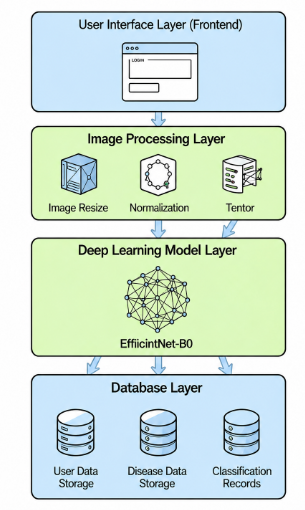 User Interface Layer (Frontend)
LOGIN
Image Processing Layer
Image Resize
Normalization
Tentor
Deep Learning Model Layer
EffiicintNet-B0
Database Layer
User Data
Storage
Disease Data
Storage
Classification
Records